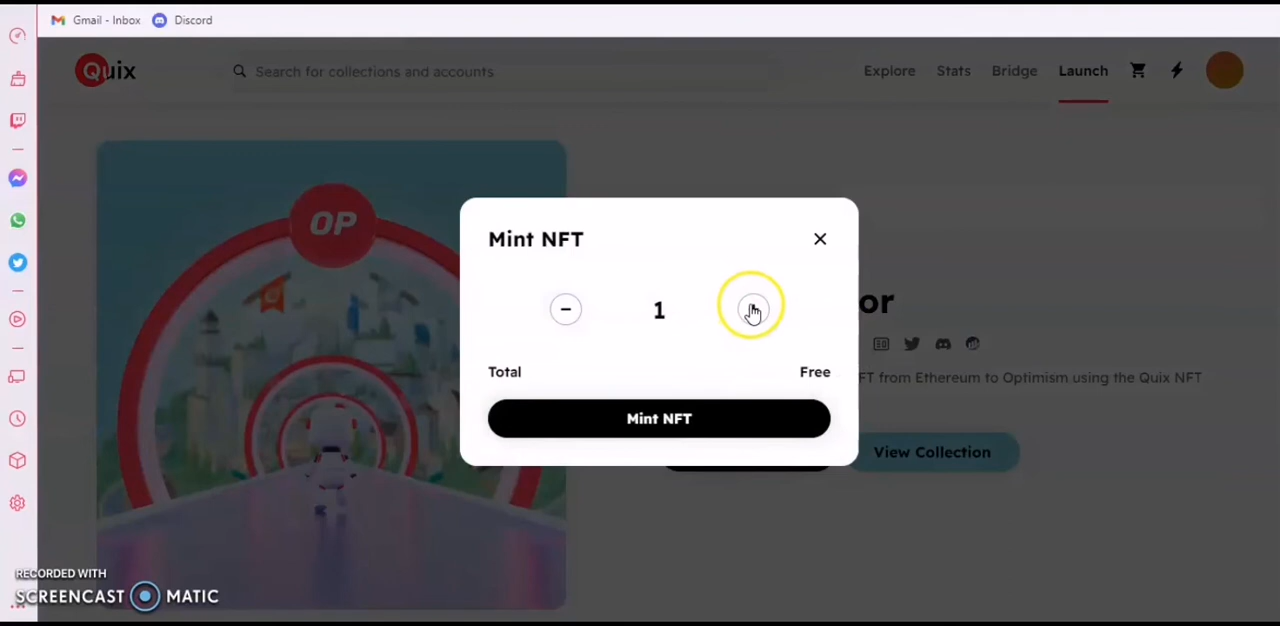 Gmail - Inbox Discord
Quix
Search for collections and accounts
Explore Stats Bridge Launch
OP
Mint NFT
1
or
Total Free
FT from Ethereum to Optimism using the Quix NFT
Mint NFT
View Collection
RECORDED WITH
SCREENCAST MATIC